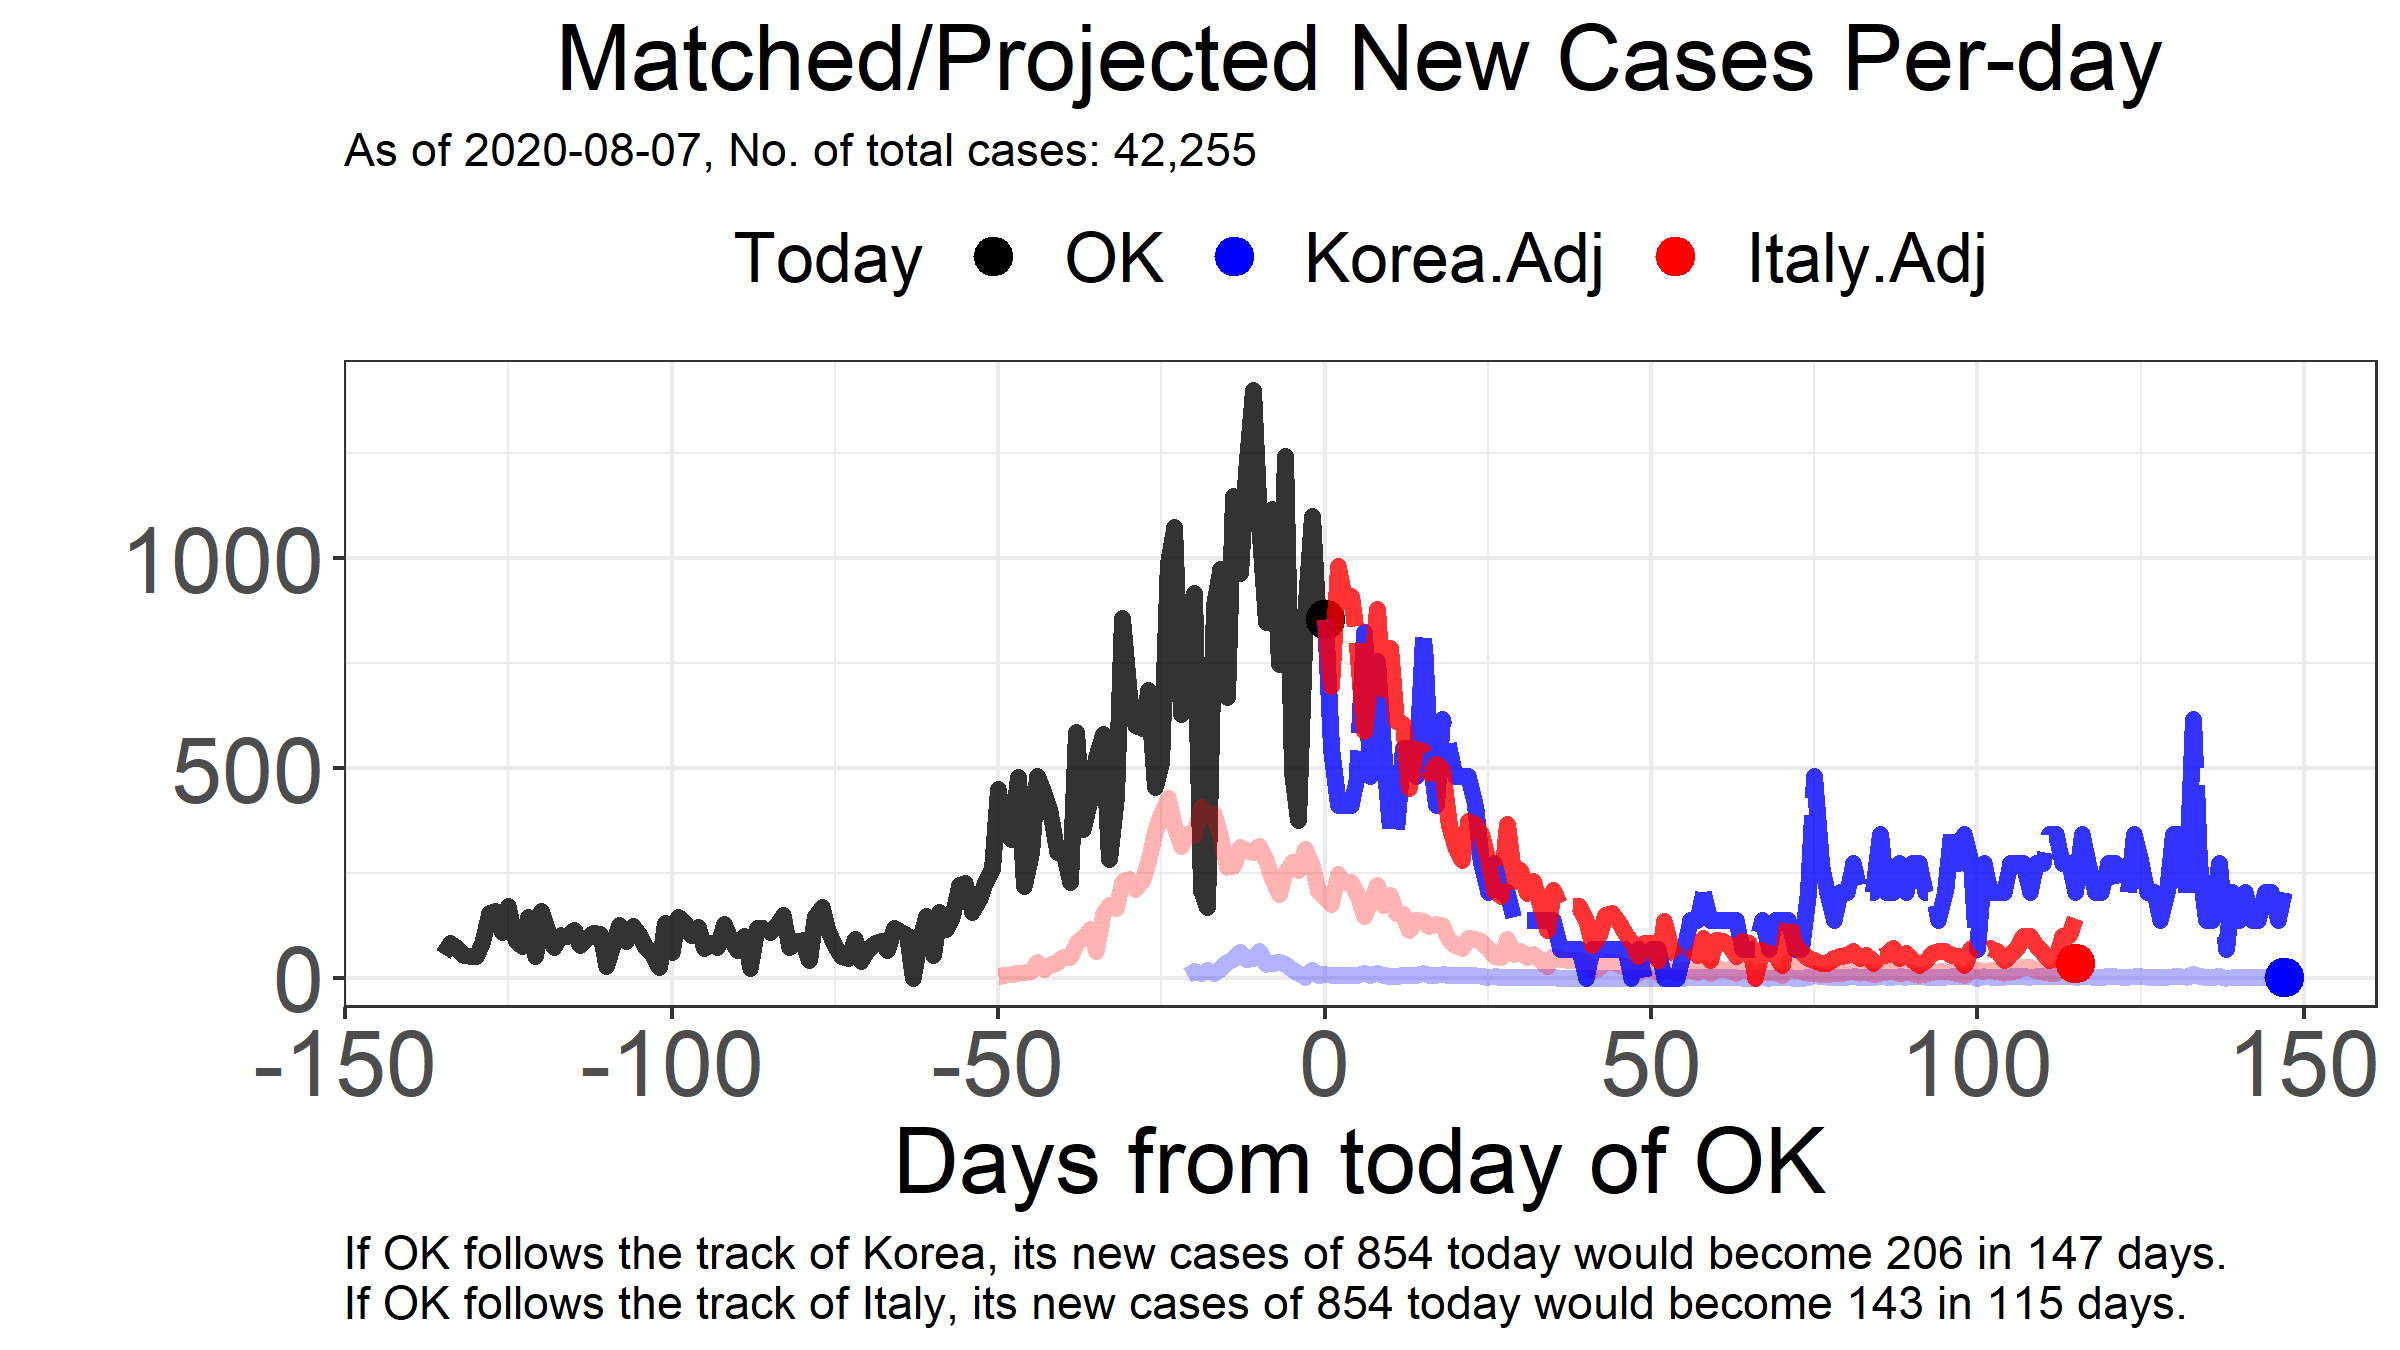 Matched/Projected New Cases Per-day
As of 2020-08-07, No. of total cases: 42,255
Today OK Korea.Adj Italy.Adj
1000
500
0
-150 -100 -50 0 50 100 150
Days from today of OK
If OK follows the track of Korea, its new cases of 854 today would become 206 in 147 days.
If OK follows the track of Italy, its new cases of 854 today would become 143 in 115 days.